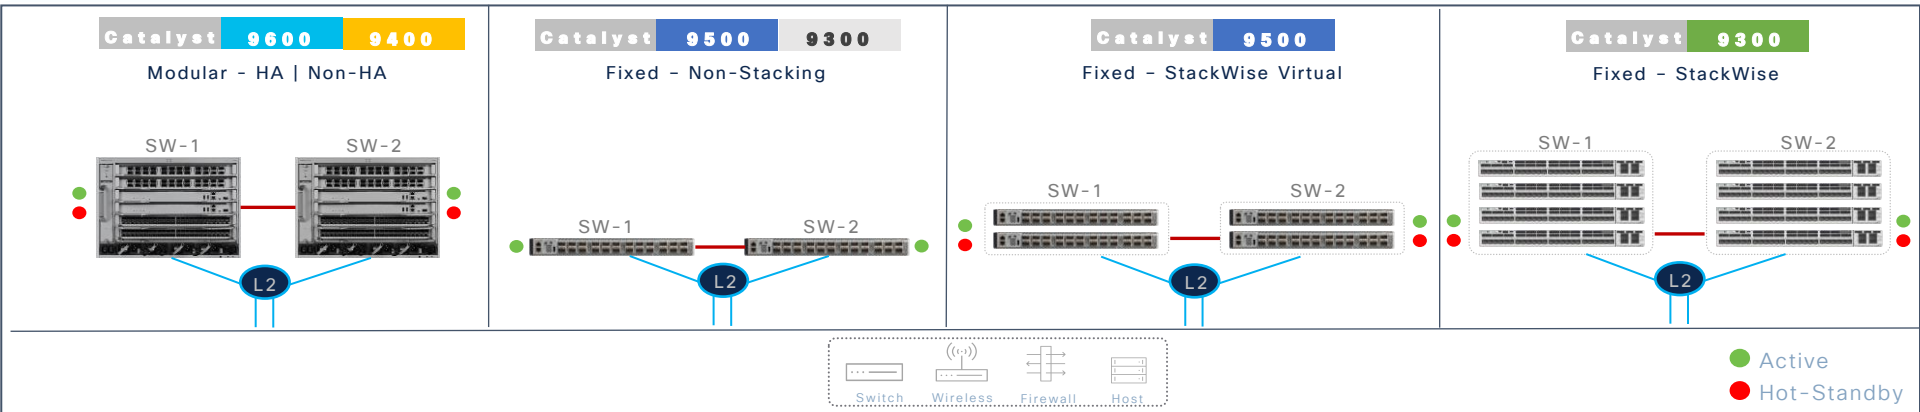 Catalyst 9600 9400
Modular - HA | Non-HA
SW-1
SW-2
L2
Catalyst 9500 9300
Fixed - Non-Stacking
SW-1
SW-2
L2
Catalyst 9500
Fixed - StackWise Virtual
SW-1
SW-2
L2
Catalyst 9300
Fixed - StackWise
SW-1
SW-2
L2
Switch
Wireless
Firewall
Host
Active
Hot-Standby